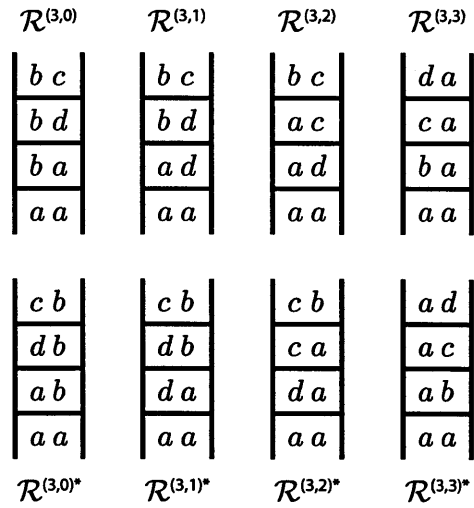 R^(3,0) R^(3,1) R^(3,2) R^(3,3)
b c b c b c d a
b d b d a c c a
b a a d a d b a
a a a a a a a a
c b c b c b a d
d b d b c a a c
a b d a d a a b
a a a a a a a a
R^(3,0)* R^(3,1)* R^(3,2)* R^(3,3)*